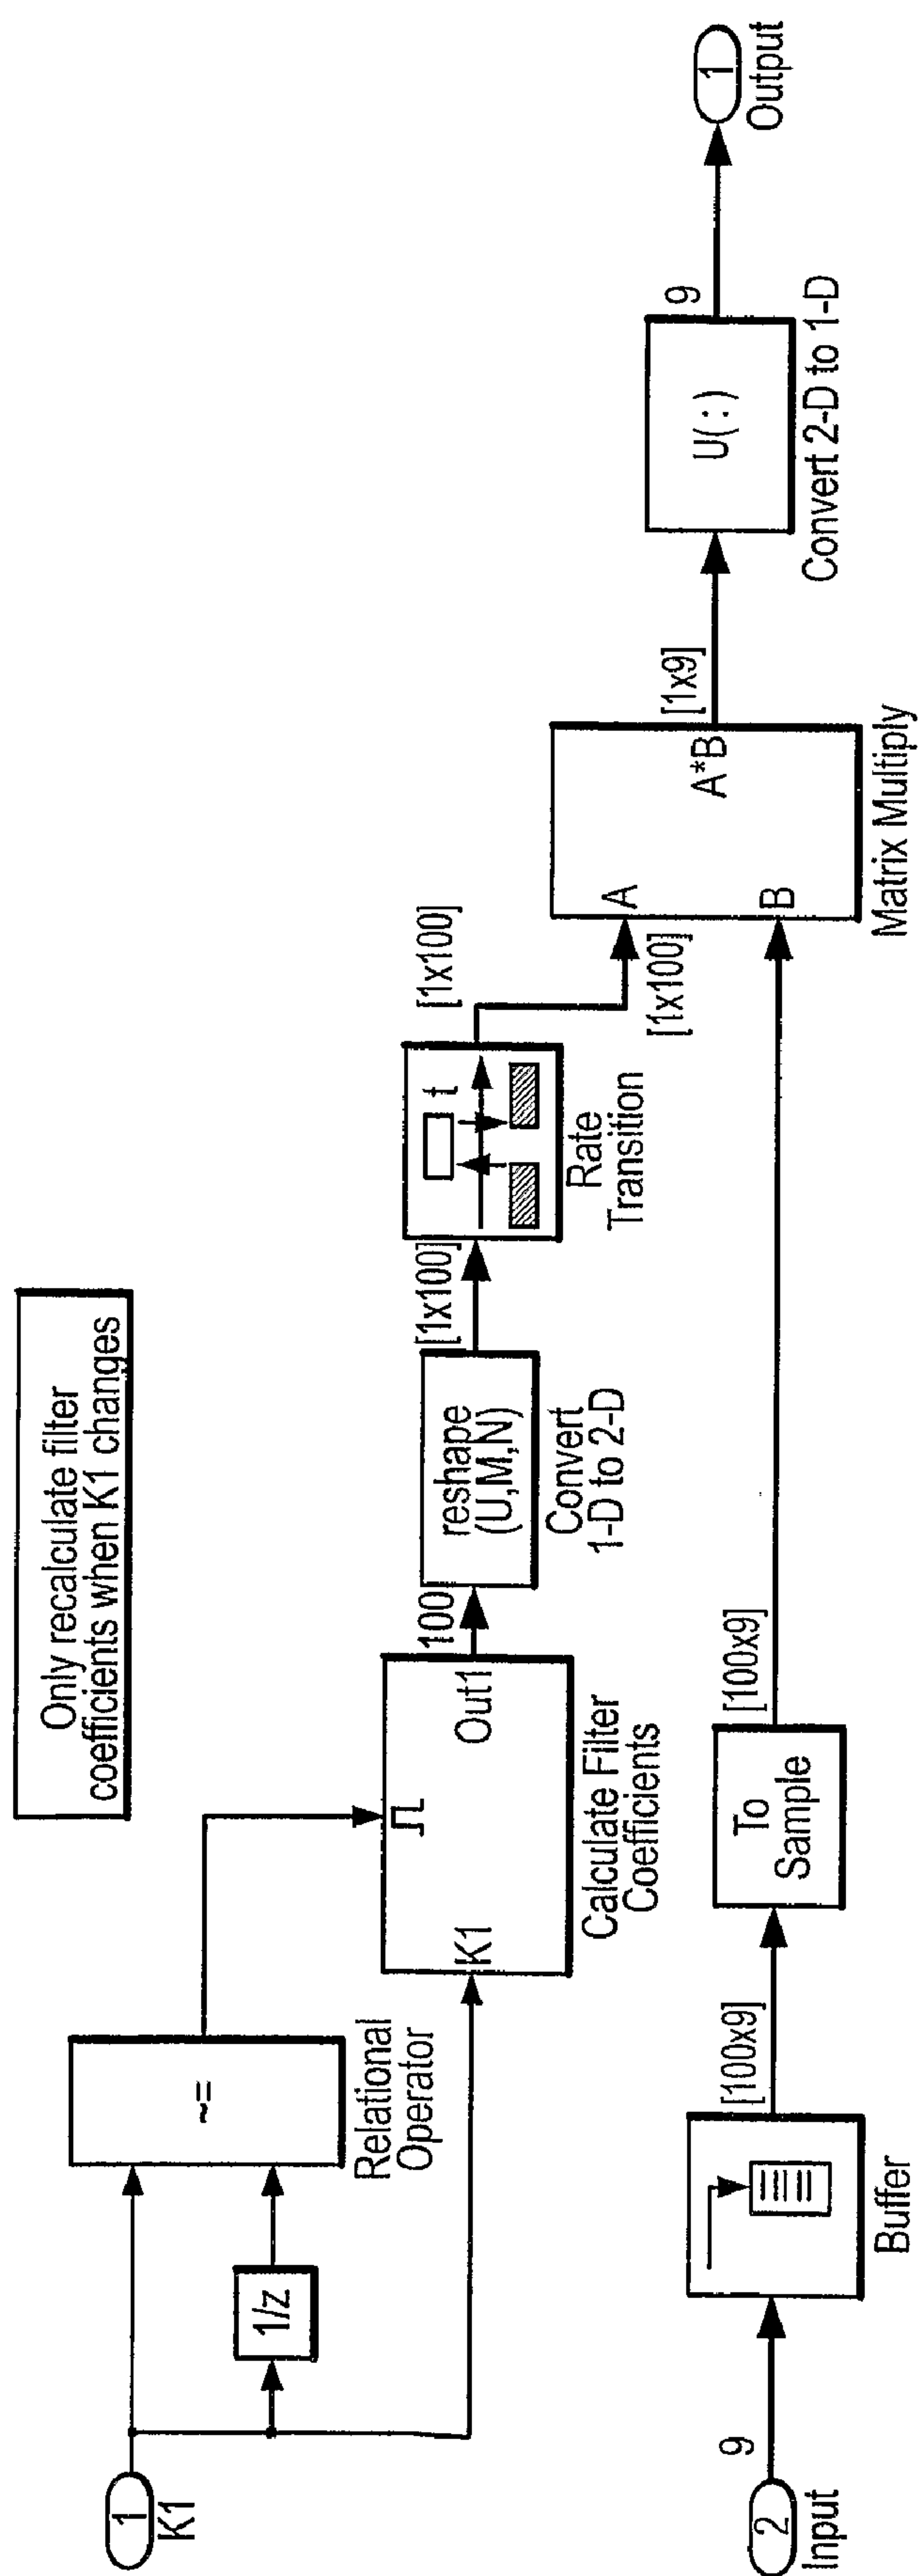 Only recalculate filter
coefficients when K1 changes
1
K1
1/z
~=
Relational
Operator
K1
Out1
Calculate Filter
Coefficients
100
reshape
(U,M,N)
Convert
1-D to 2-D
[1x100]
t
Rate
Transition
[1x100]
[1x100]
2
Input
9
Buffer
[100x9]
To
Sample
[100x9]
A
B
A*B
Matrix Multiply
[1x9]
U(:)
Convert 2-D to 1-D
9
1
Output